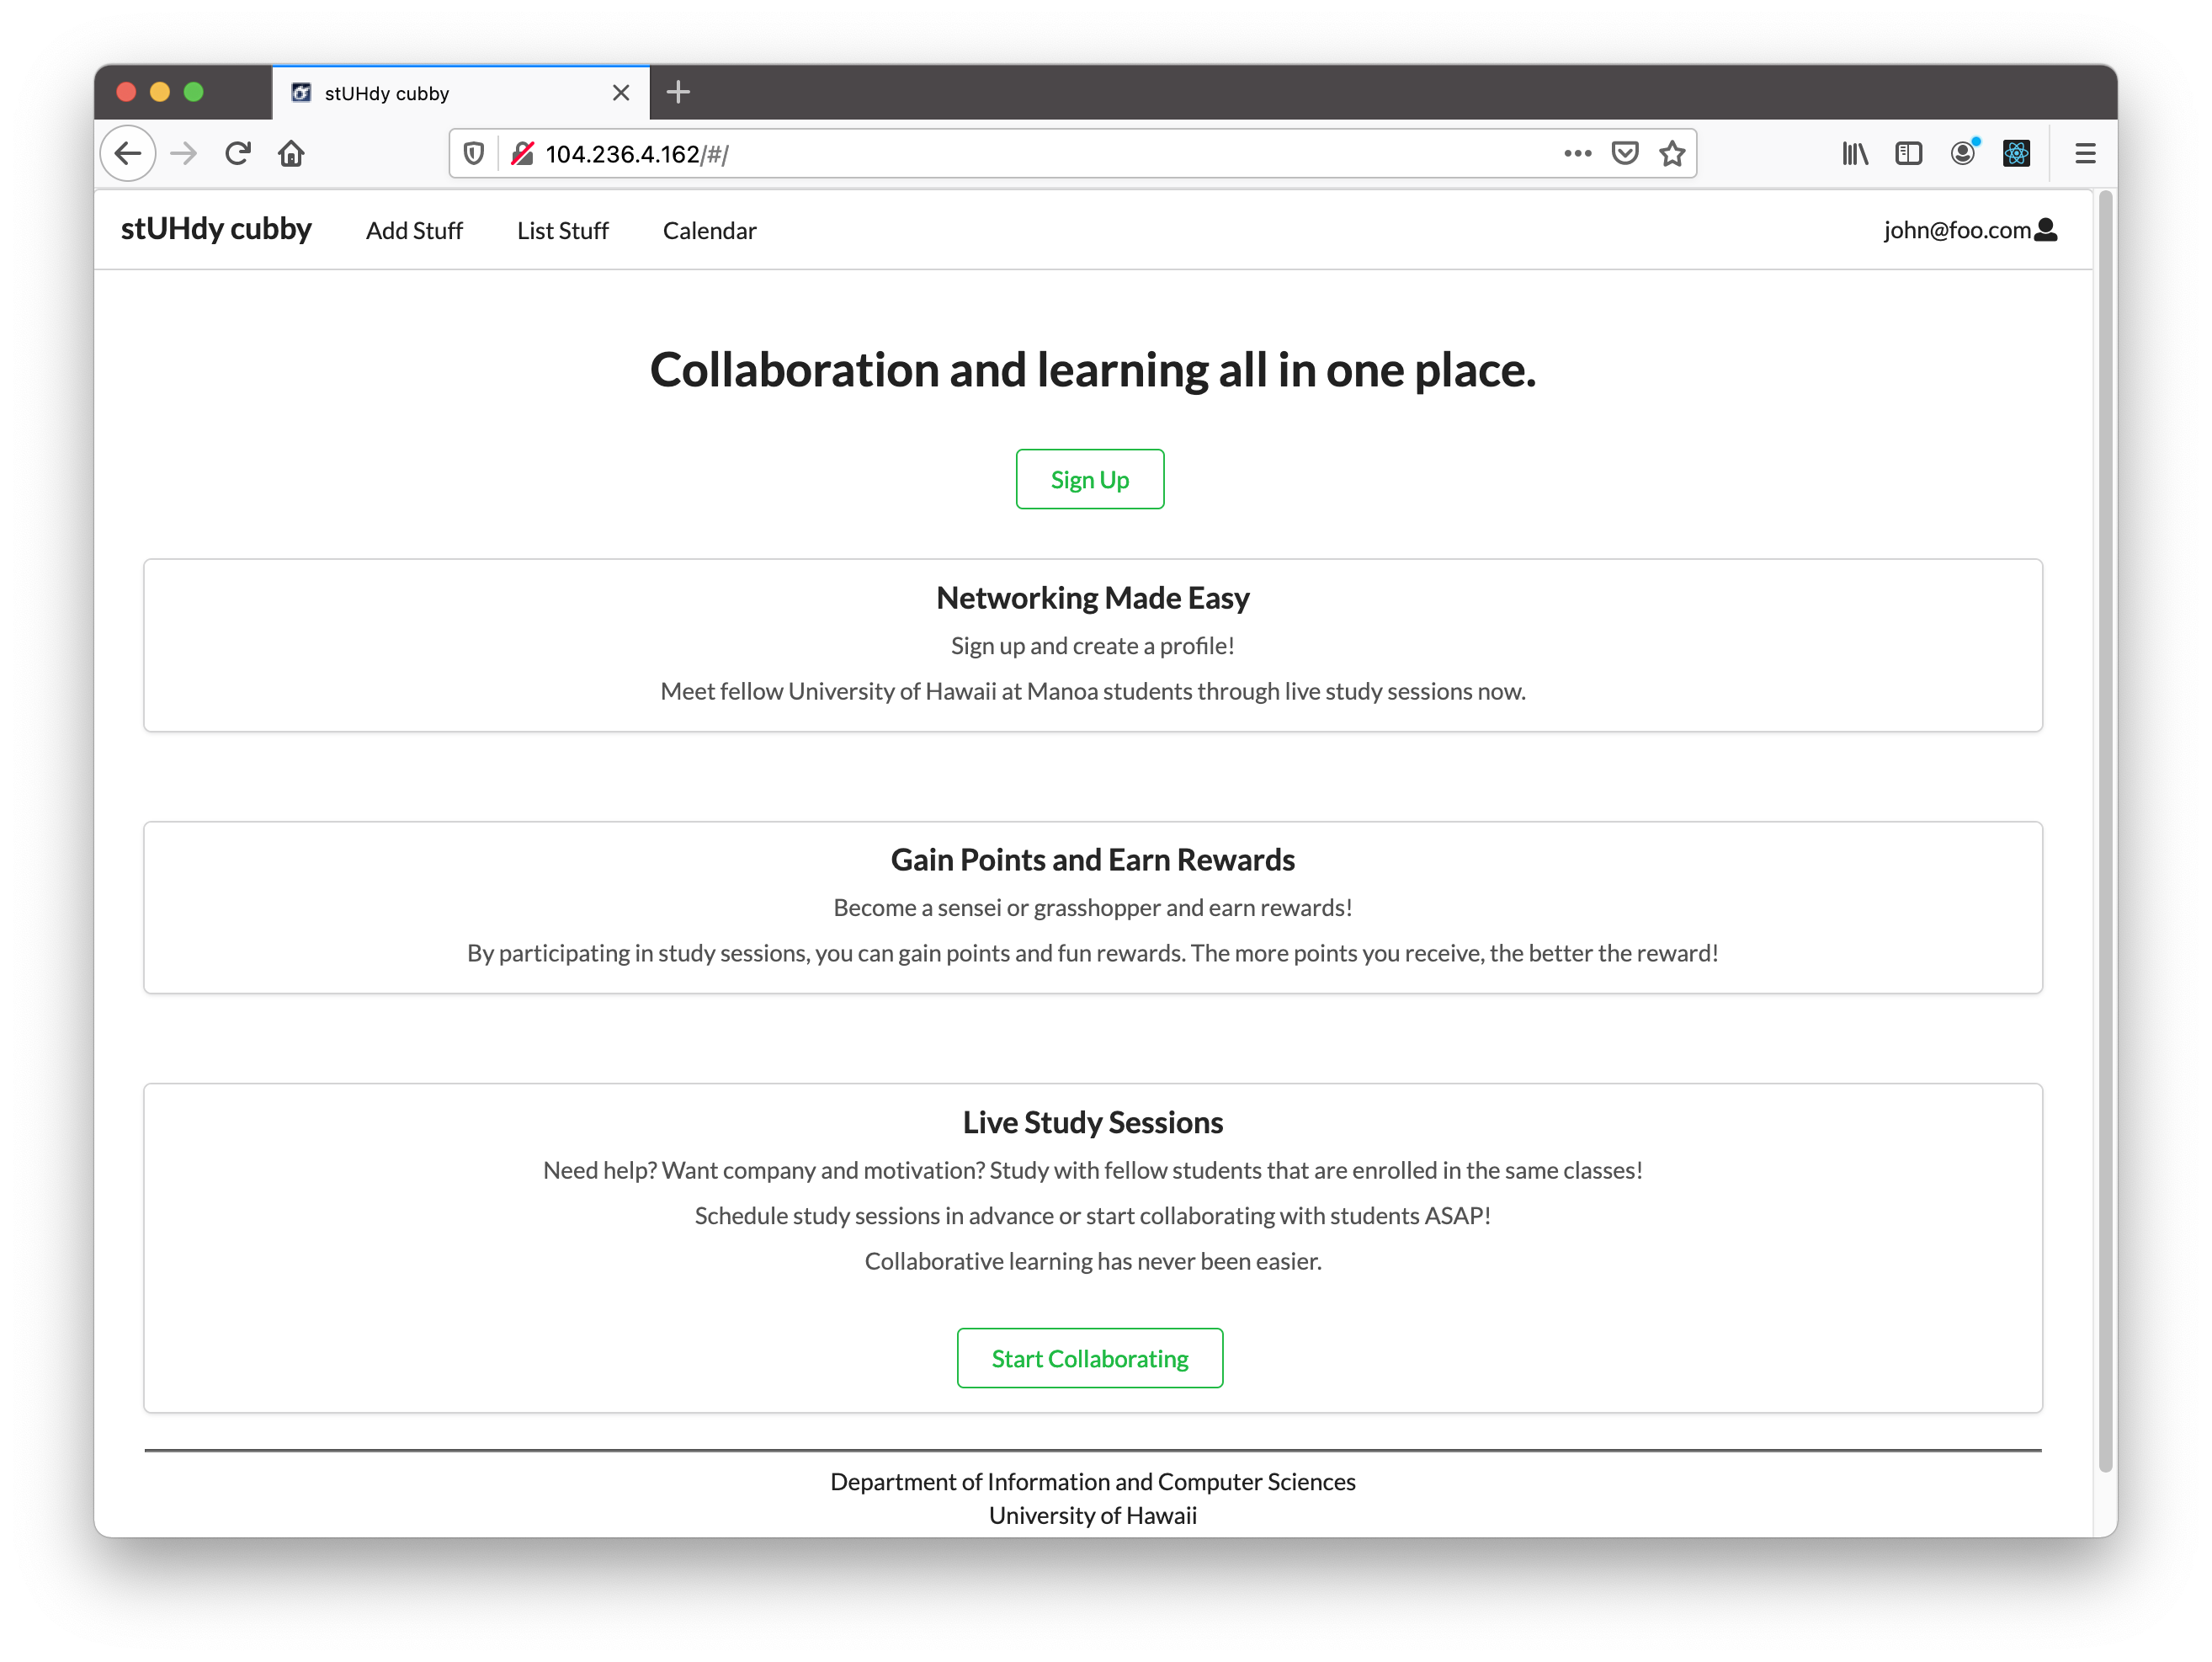 stUHdy cubby
104.236.4.162/#/
stUHdy cubby Add Stuff List Stuff Calendar john@foo.com
Collaboration and learning all in one place.
Sign Up
Networking Made Easy
Sign up and create a profile!
Meet fellow University of Hawaii at Manoa students through live study sessions now.
Gain Points and Earn Rewards
Become a sensei or grasshopper and earn rewards!
By participating in study sessions, you can gain points and fun rewards. The more points you receive, the better the reward!
Live Study Sessions
Need help? Want company and motivation? Study with fellow students that are enrolled in the same classes!
Schedule study sessions in advance or start collaborating with students ASAP!
Collaborative learning has never been easier.
Start Collaborating
Department of Information and Computer Sciences
University of Hawaii